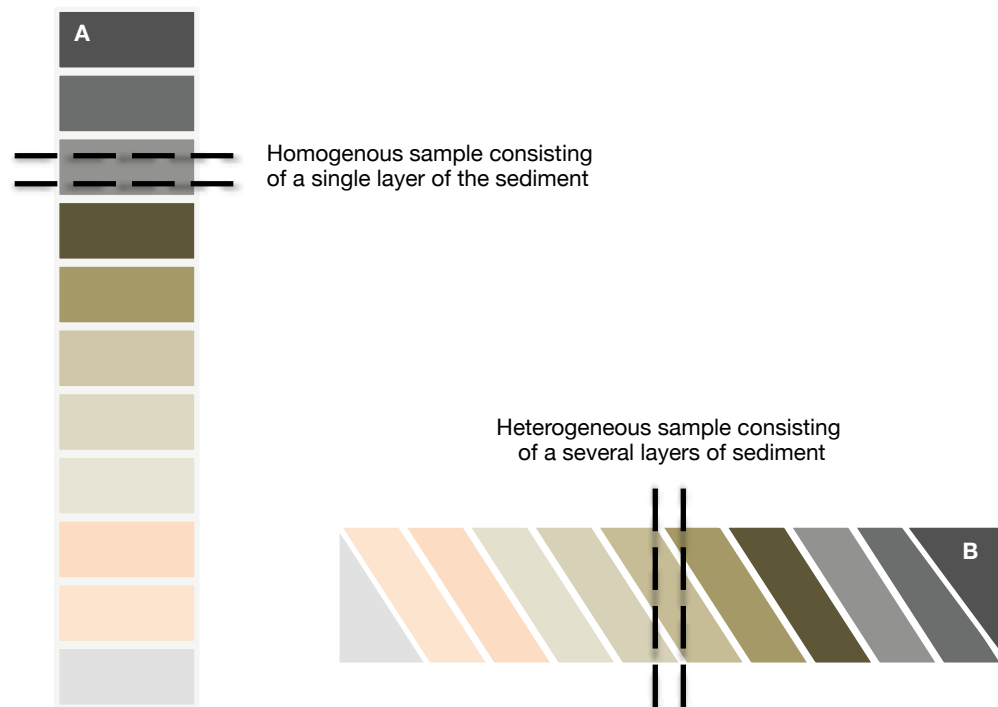 A
Homogenous sample consisting
of a single layer of the sediment
Heterogeneous sample consisting
of a several layers of sediment
B